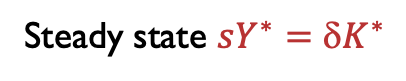 Steady state sY* = δK*